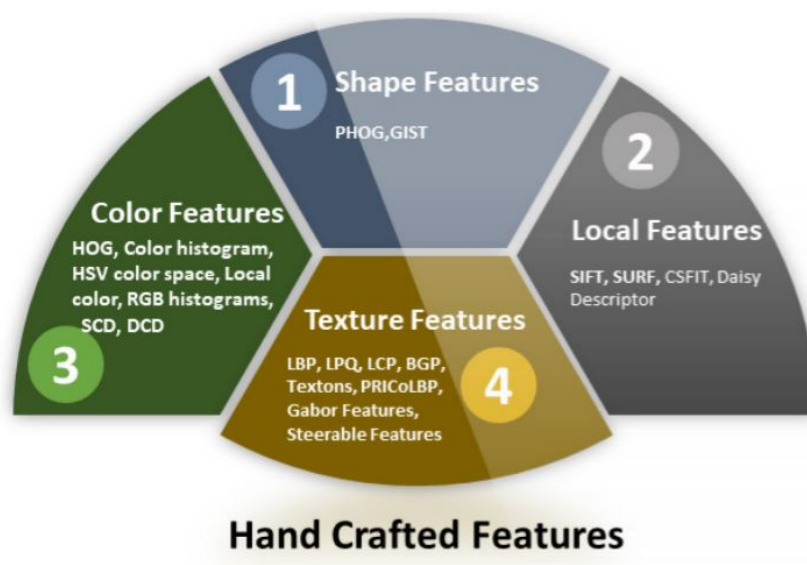 1
Shape Features
PHOG,GIST
2
Local Features
SIFT, SURF, CSFIT, Daisy
Descriptor
3
Color Features
HOG, Color histogram,
HSV color space, Local
color, RGB histograms,
SCD, DCD
4
Texture Features
LBP, LPQ, LCP, BGP,
Textons, PRICoLBP,
Gabor Features,
Steerable Features
Hand Crafted Features